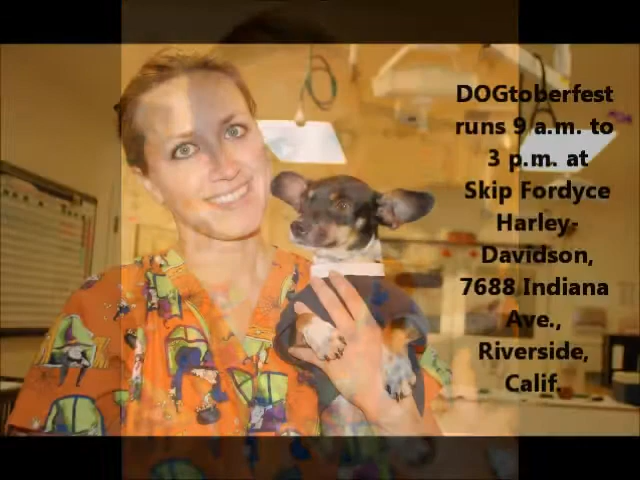 DOGtoberfest
runs 9 a.m. to
3 p.m. at
Skip Fordyce
Harley-
Davidson,
7688 Indiana
Ave.,
Riverside,
Calif.